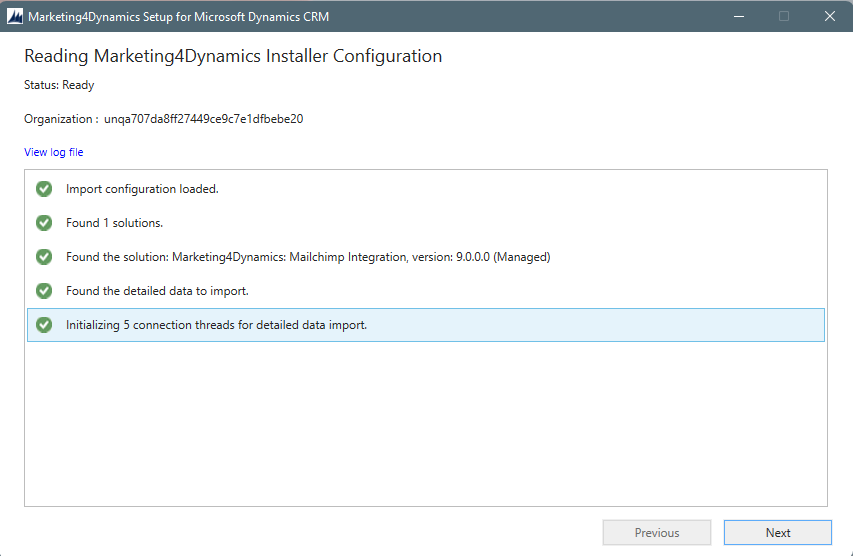 Marketing4Dynamics Setup for Microsoft Dynamics CRM
Reading Marketing4Dynamics Installer Configuration
Status: Ready
Organization : unqa707da8ff27449ce9c7e1dfbebe20
View log file
Import configuration loaded.
Found 1 solutions.
Found the solution: Marketing4Dynamics: Mailchimp Integration, version: 9.0.0.0 (Managed)
Found the detailed data to import.
Initializing 5 connection threads for detailed data import.
Previous
Next